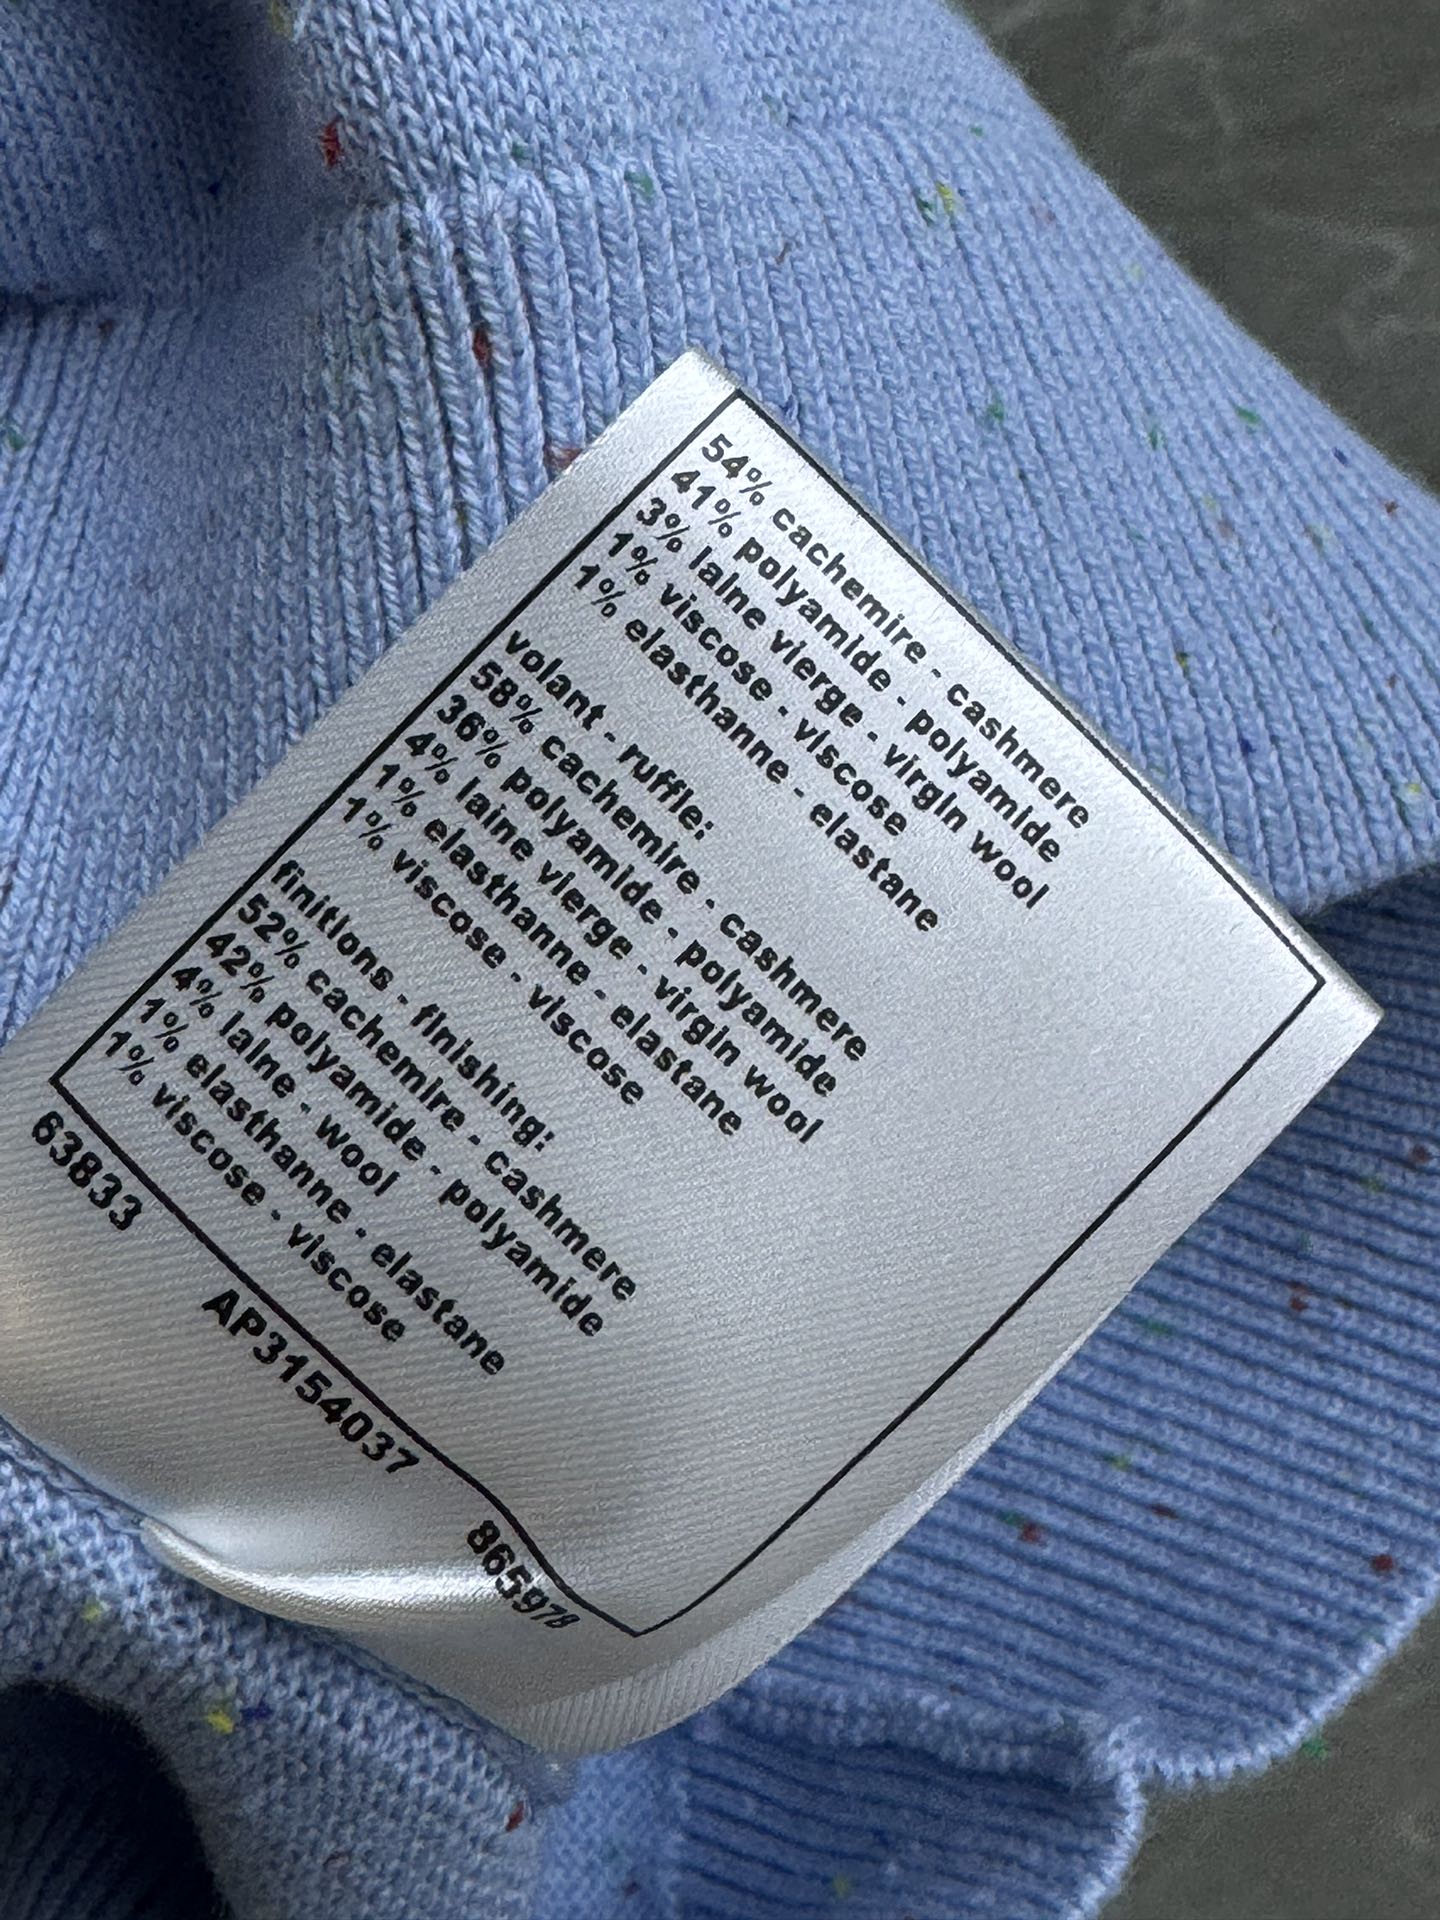 54% cachemire - cashmere
41% polyamide - polyamide
3% laine vierge - virgin wool
1% viscose - viscose
1% elasthanne - elastane
volant - ruffle:
58% cachemire - cashmere
36% polyamide - polyamide
4% laine vierge - virgin wool
1% elasthanne - elastane
1% viscose - viscose
finitions - finishing:
52% cachemire - cashmere
42% polyamide - polyamide
4% laine - wool
1% elasthanne - elastane
1% viscose - viscose
63833 AP3154037 865978